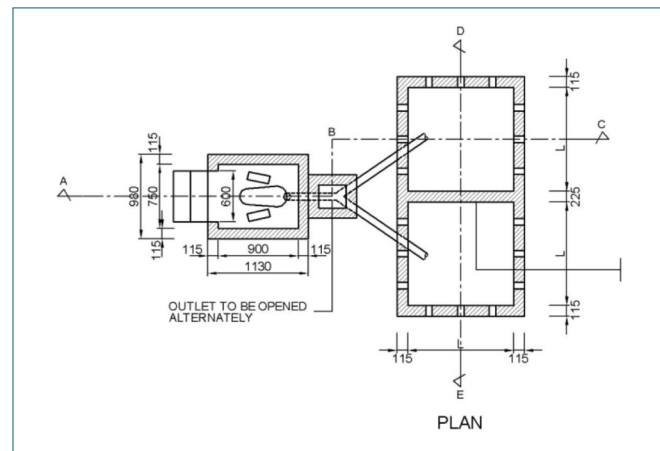 D
115
B
C
115
L
A
980
750
600
225
115
115
900
115
L
1130
OUTLET TO BE OPENED
ALTERNATELY
115
115
L
115
E
PLAN